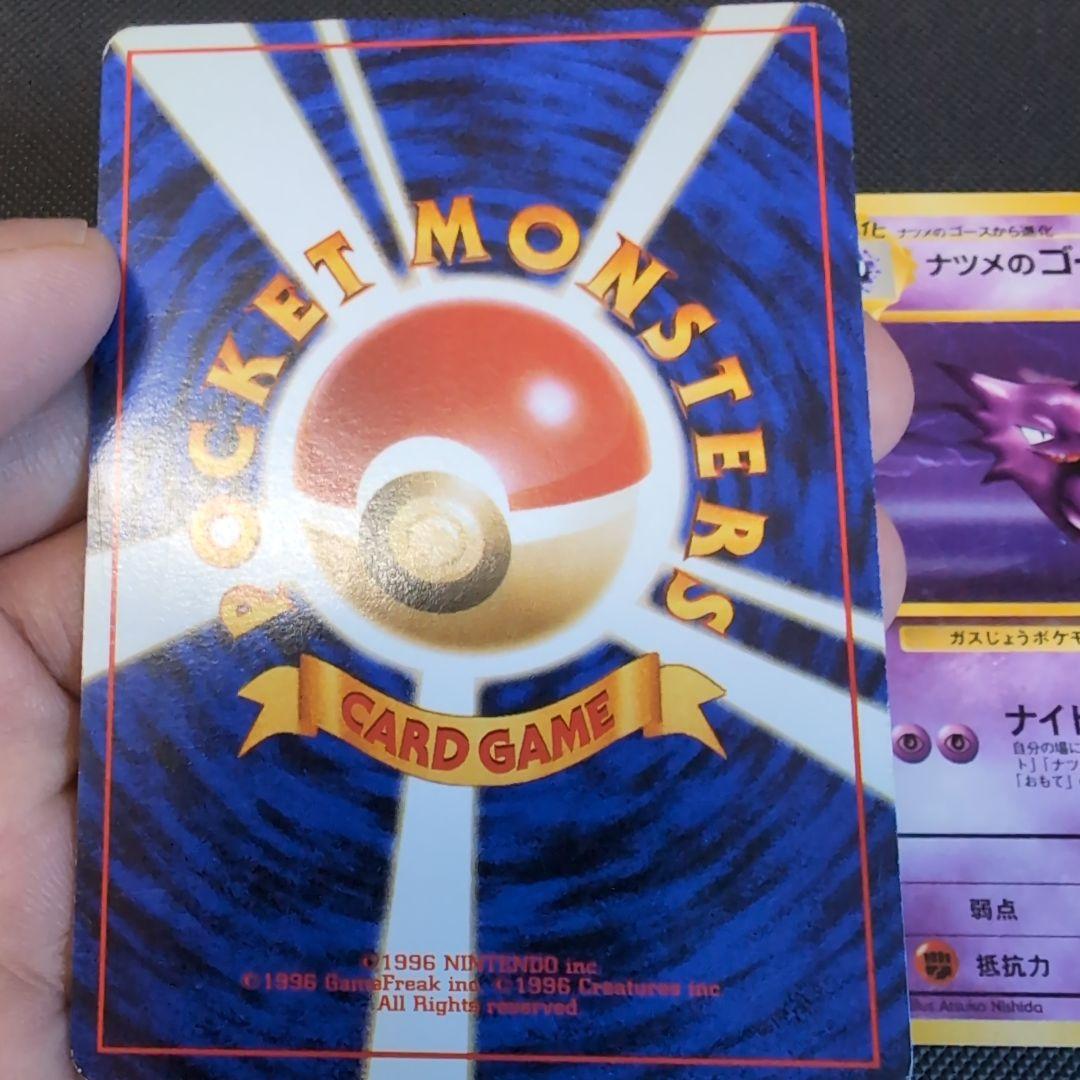 POCKET MONSTERS
CARD GAME
©1996 NINTENDO inc.
©1996 GameFreak inc. ©1996 Creatures inc.
All Rights reserved
ナツメのゴースから進化
ナツメのゴー
ガスじょうポケモ
ナイ
自分の場に
ト」「ナツ
「おもて」
弱点
抵抗力
Illus. Atsuko Nishida